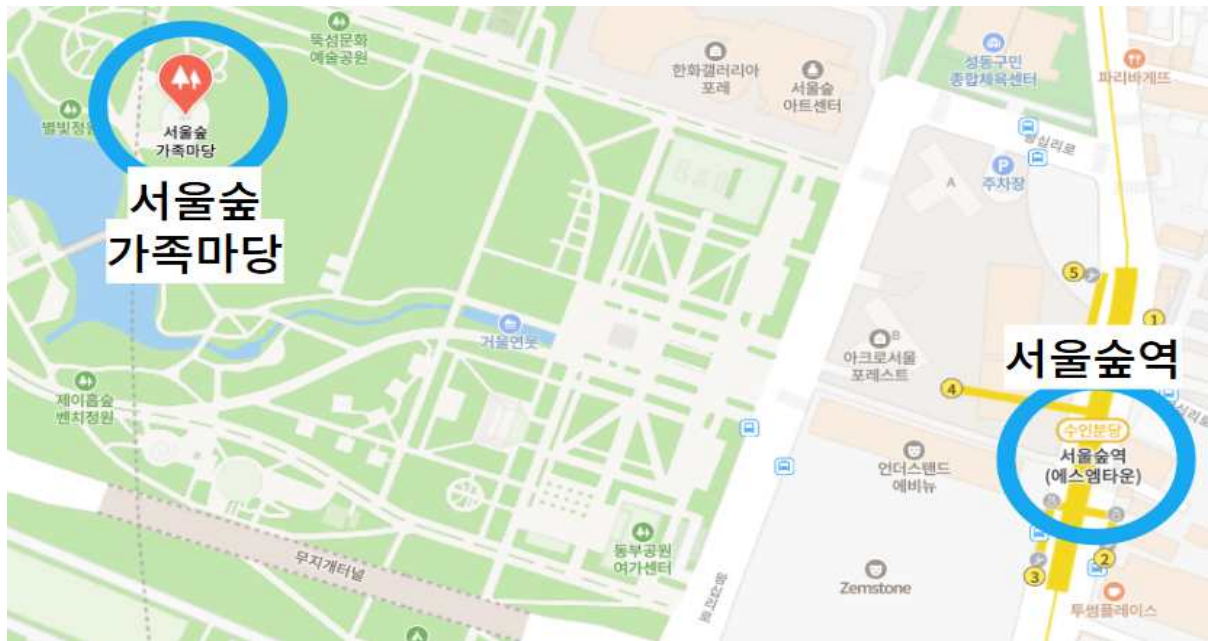 뚝섬문화
예술공원
한화갤러리아
포레
서울숲
아트센터
성동구민
종합체육센터
파리바게뜨
별빛정원
서울숲
가족마당
서울숲
가족마당
왕십리로
A
P
주차장
5
1
거울연못
B
아크로서울
포레스트
서울숲역
4
제이흡숲
벤치정원
수인분당
서울숲역
(에스엠타운)
언더스탠드
에비뉴
동부공원
여가센터
무지개터널
Zemstone
3
2
투썸플레이스